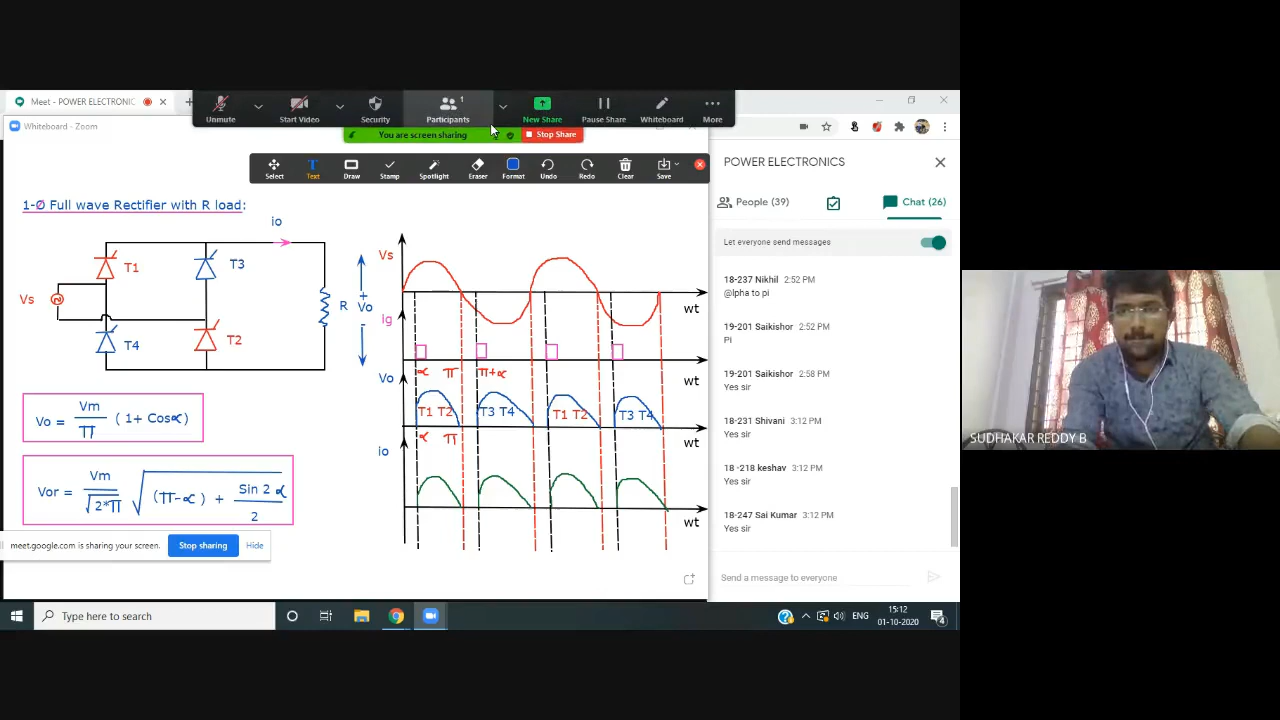 Meet - POWER ELECTRONIC
Whiteboard - Zoom
Unmute
Start Video
Security
Participants
1
New Share
Pause Share
Whiteboard
More
You are screen sharing
Stop Share
Select
Text
Draw
Stamp
Spotlight
Eraser
Format
Undo
Redo
Clear
Save
1-Ø Full wave Rectifier with R load:
io
T1
T3
Vs
R
+
Vo
-
T4
T2
Vo = Vm/π ( 1+ Cosα)
Vor = Vm/√2*π √(π-α) + Sin 2 α/2
Vs
wt
ig
wt
α π π+α
Vo
T1 T2 T3 T4 T1 T2 T3 T4
wt
α π
io
wt
meet.google.com is sharing your screen.
Stop sharing
Hide
POWER ELECTRONICS
People (39)
Chat (26)
Let everyone send messages
18-237 Nikhil 2:52 PM
@lpha to pi
19-201 Saikishor 2:52 PM
Pi
19-201 Saikishor 2:58 PM
Yes sir
18-231 Shivani 3:12 PM
Yes sir
18 -218 keshav 3:12 PM
Yes sir
18-247 Sai Kumar 3:12 PM
Yes sir
Send a message to everyone
SUDHAKAR REDDY B
Type here to search
ENG
15:12
01-10-2020
4